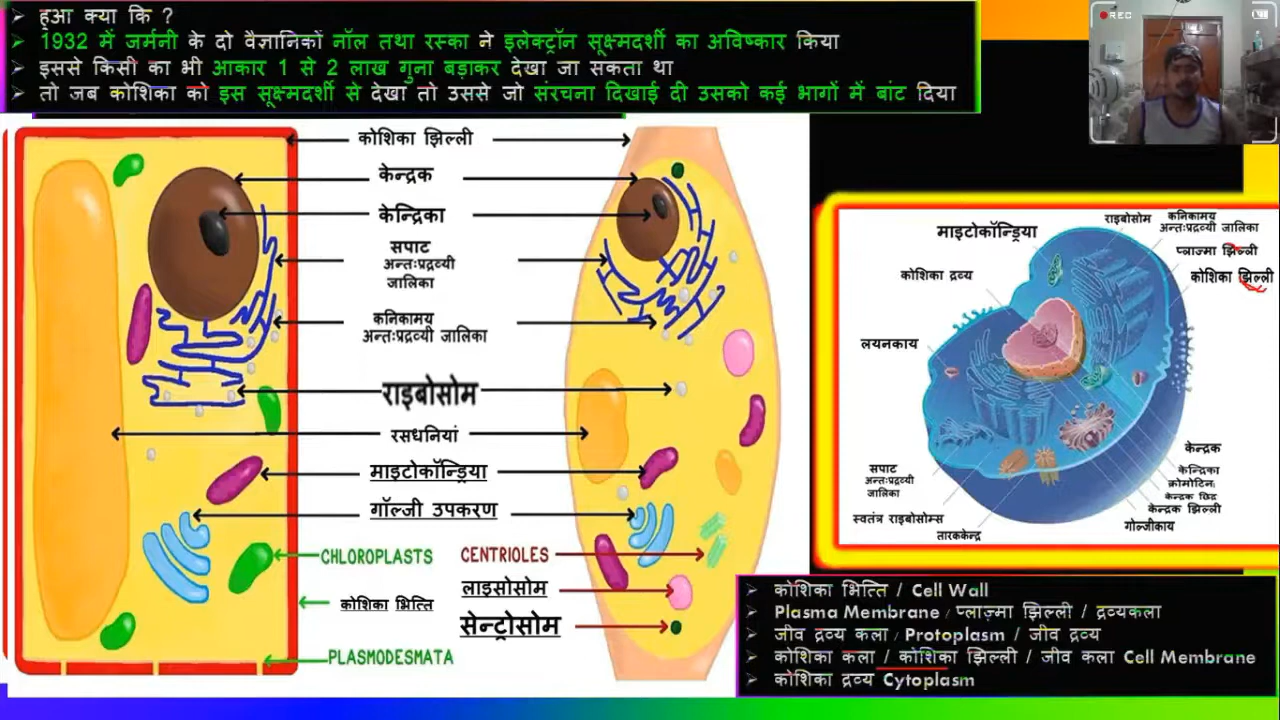 हुआ क्या कि ?
1932 में जर्मनी के दो वैज्ञानिकों नॉल तथा रस्का ने इलेक्ट्रॉन सूक्ष्मदर्शी का अविष्कार किया
इससे किसी का भी आकार 1 से 2 लाख गुना बड़ाकर देखा जा सकता था
तो जब कोशिका को इस सूक्ष्मदर्शी से देखा तो उससे जो संरचना दिखाई दी उसको कई भागों में बांट दिया
REC
कोशिका झिल्ली
केन्द्रक
केन्द्रिका
सपाट
अन्तःप्रद्रव्यी
जालिका
कनिकामय
अन्तःप्रद्रव्यी जालिका
राइबोसोम
रसधनियां
माइटोकॉन्ड्रिया
गॉल्जी उपकरण
CHLOROPLASTS
CENTRIOLES
लाइसोसोम
कोशिका भित्ति
सेन्ट्रोसोम
PLASMODESMATA
राइबोसोम
कनिकामय
अन्तःप्रद्रव्यी जालिका
माइटोकॉन्ड्रिया
प्लाज्मा झिल्ली
कोशिका द्रव्य
कोशिका झिल्ली
लयनकाय
केन्द्रक
सपाट
अन्तःप्रद्रव्यी
जालिका
केन्द्रिका
क्रोमोटिन
केन्द्रक छिद्र
केन्द्रक झिल्ली
स्वतंत्र राइबोसोम्स
गोल्जीकाय
तारककेन्द्र
कोशिका भित्ति / Cell Wall
Plasma Membrane / प्लाज़्मा झिल्ली / द्रव्यकला
जीव द्रव्य कला / Protoplasm / जीव द्रव्य
कोशिका कला / कोशिका झिल्ली / जीव कला Cell Membrane
कोशिका द्रव्य Cytoplasm